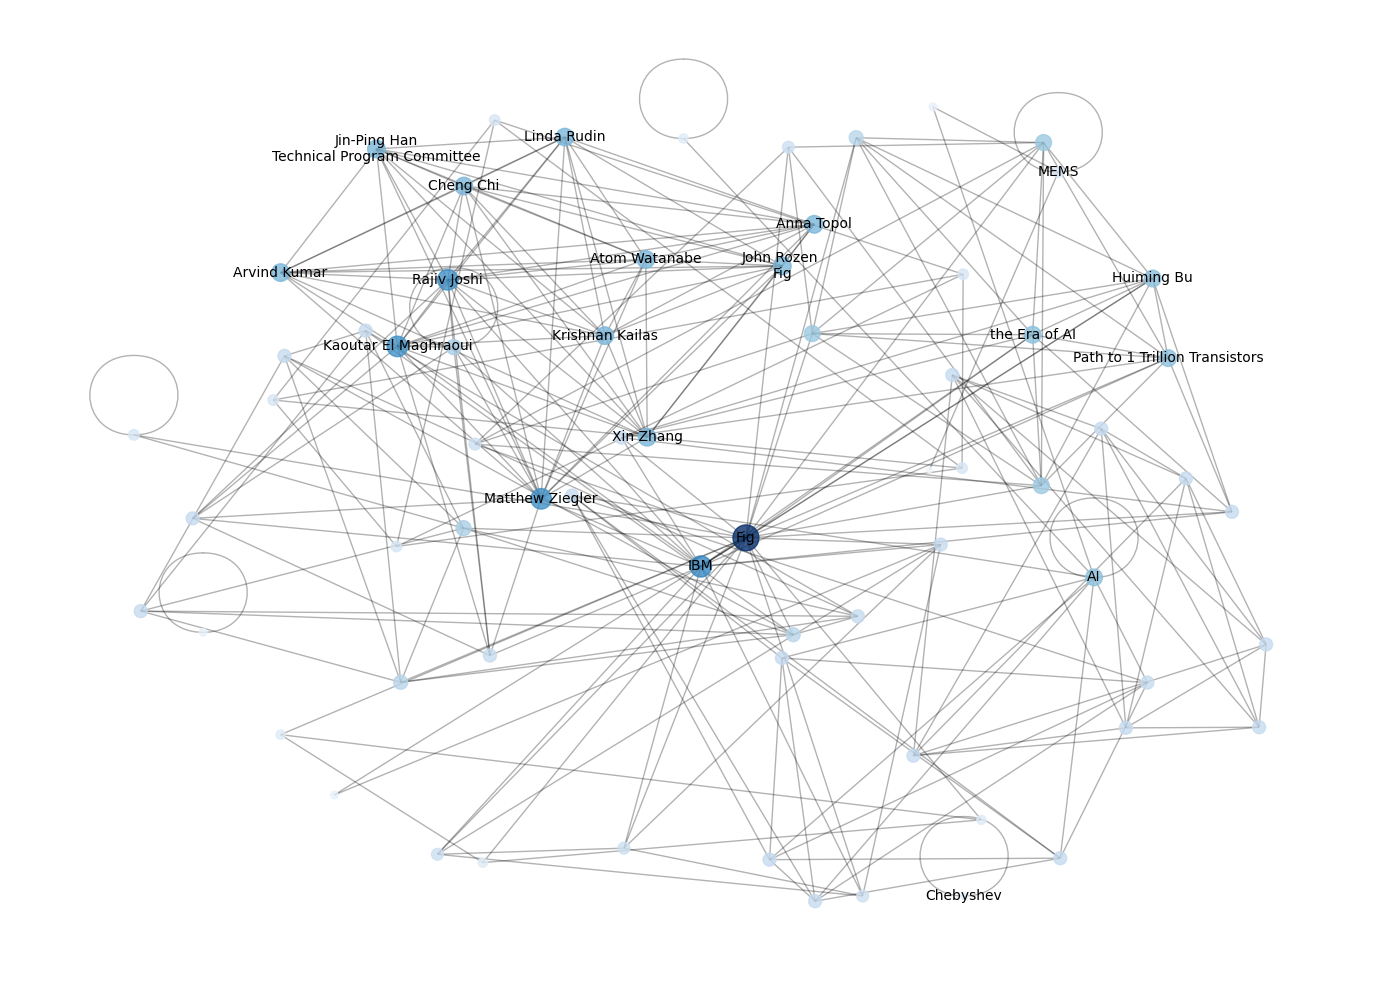 Linda Rudin
Jin-Ping Han
Technical Program Committee
MEMS
Cheng Chi
Anna Topol
Atom Watanabe
John Rozen
Fig
Arvind Kumar
Rajiv Joshi
Huiming Bu
Krishnan Kailas
the Era of AI
Kaoutar El Maghraoui
Path to 1 Trillion Transistors
Xin Zhang
Matthew Ziegler
Fig
IBM
AI
Chebyshev